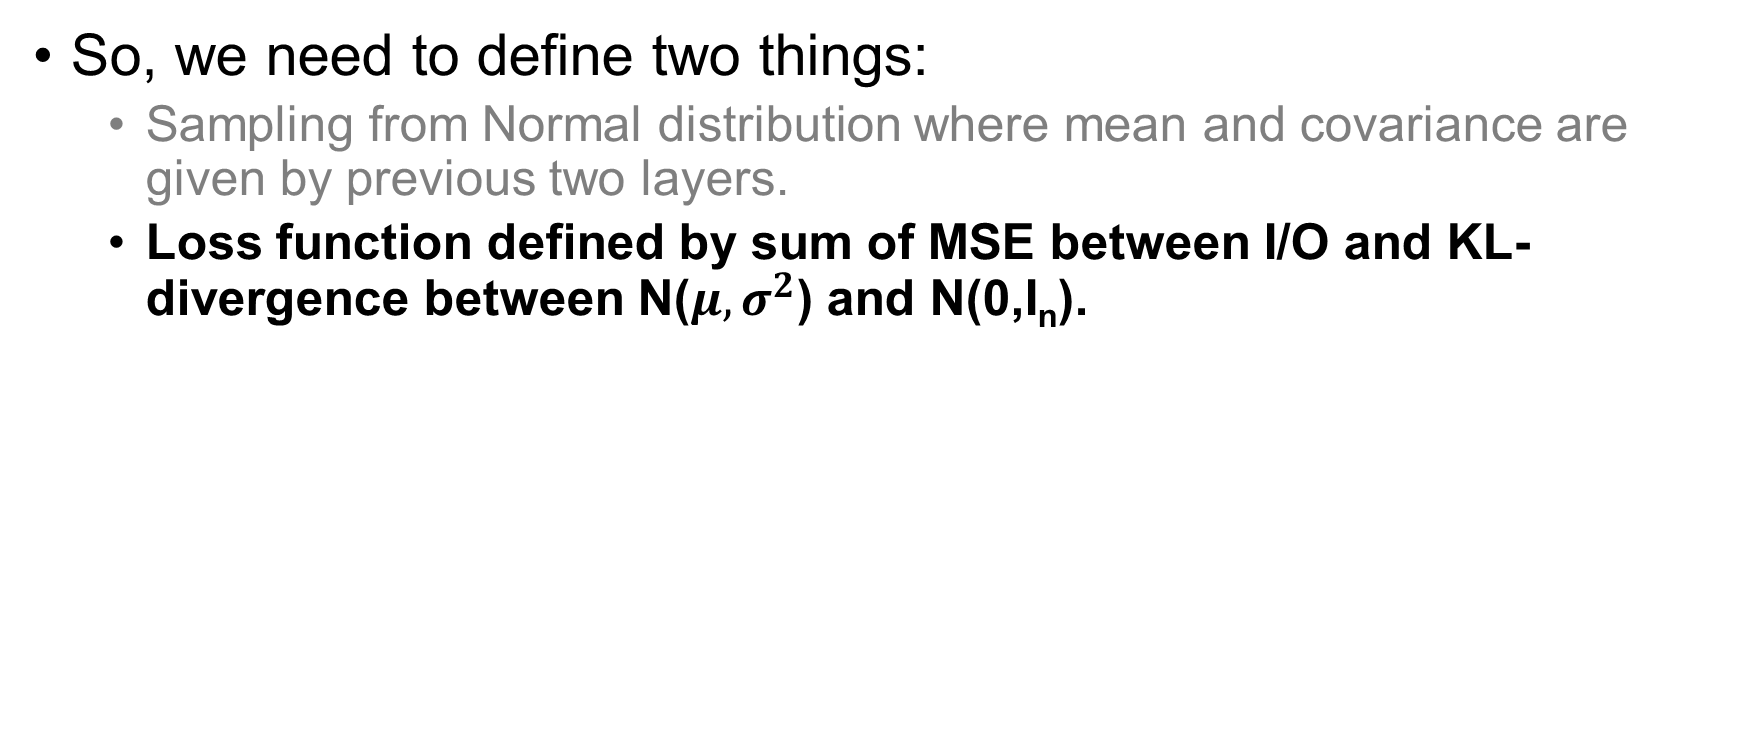 • So, we need to define two things:
• Sampling from Normal distribution where mean and covariance are
given by previous two layers.
• Loss function defined by sum of MSE between I/O and KL-
divergence between N(μ, σ²) and N(0,Iₙ).